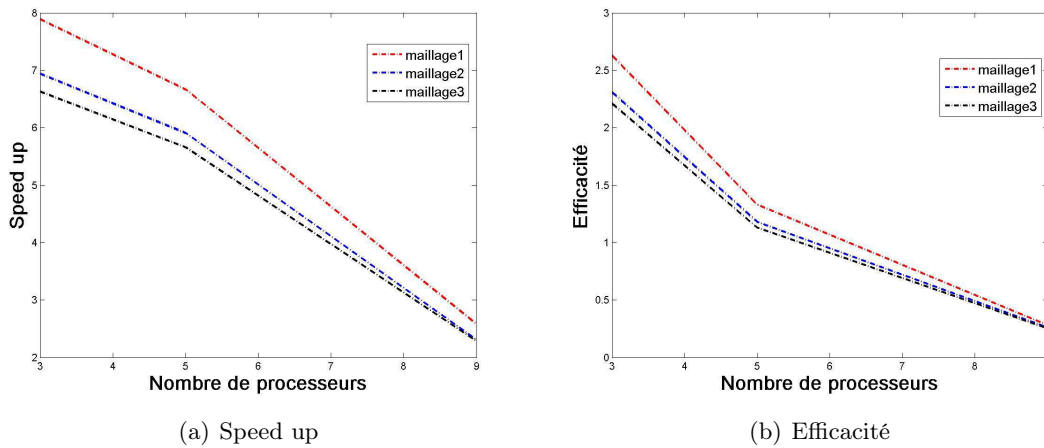 8
7
6
5
4
3
2
Speed up
maillage1
maillage2
maillage3
3 4 5 6 7 8 9
Nombre de processeurs
(a) Speed up
3
2.5
2
1.5
1
0.5
0
Efficacité
maillage1
maillage2
maillage3
3 4 5 6 7 8
Nombre de processeurs
(b) Efficacité